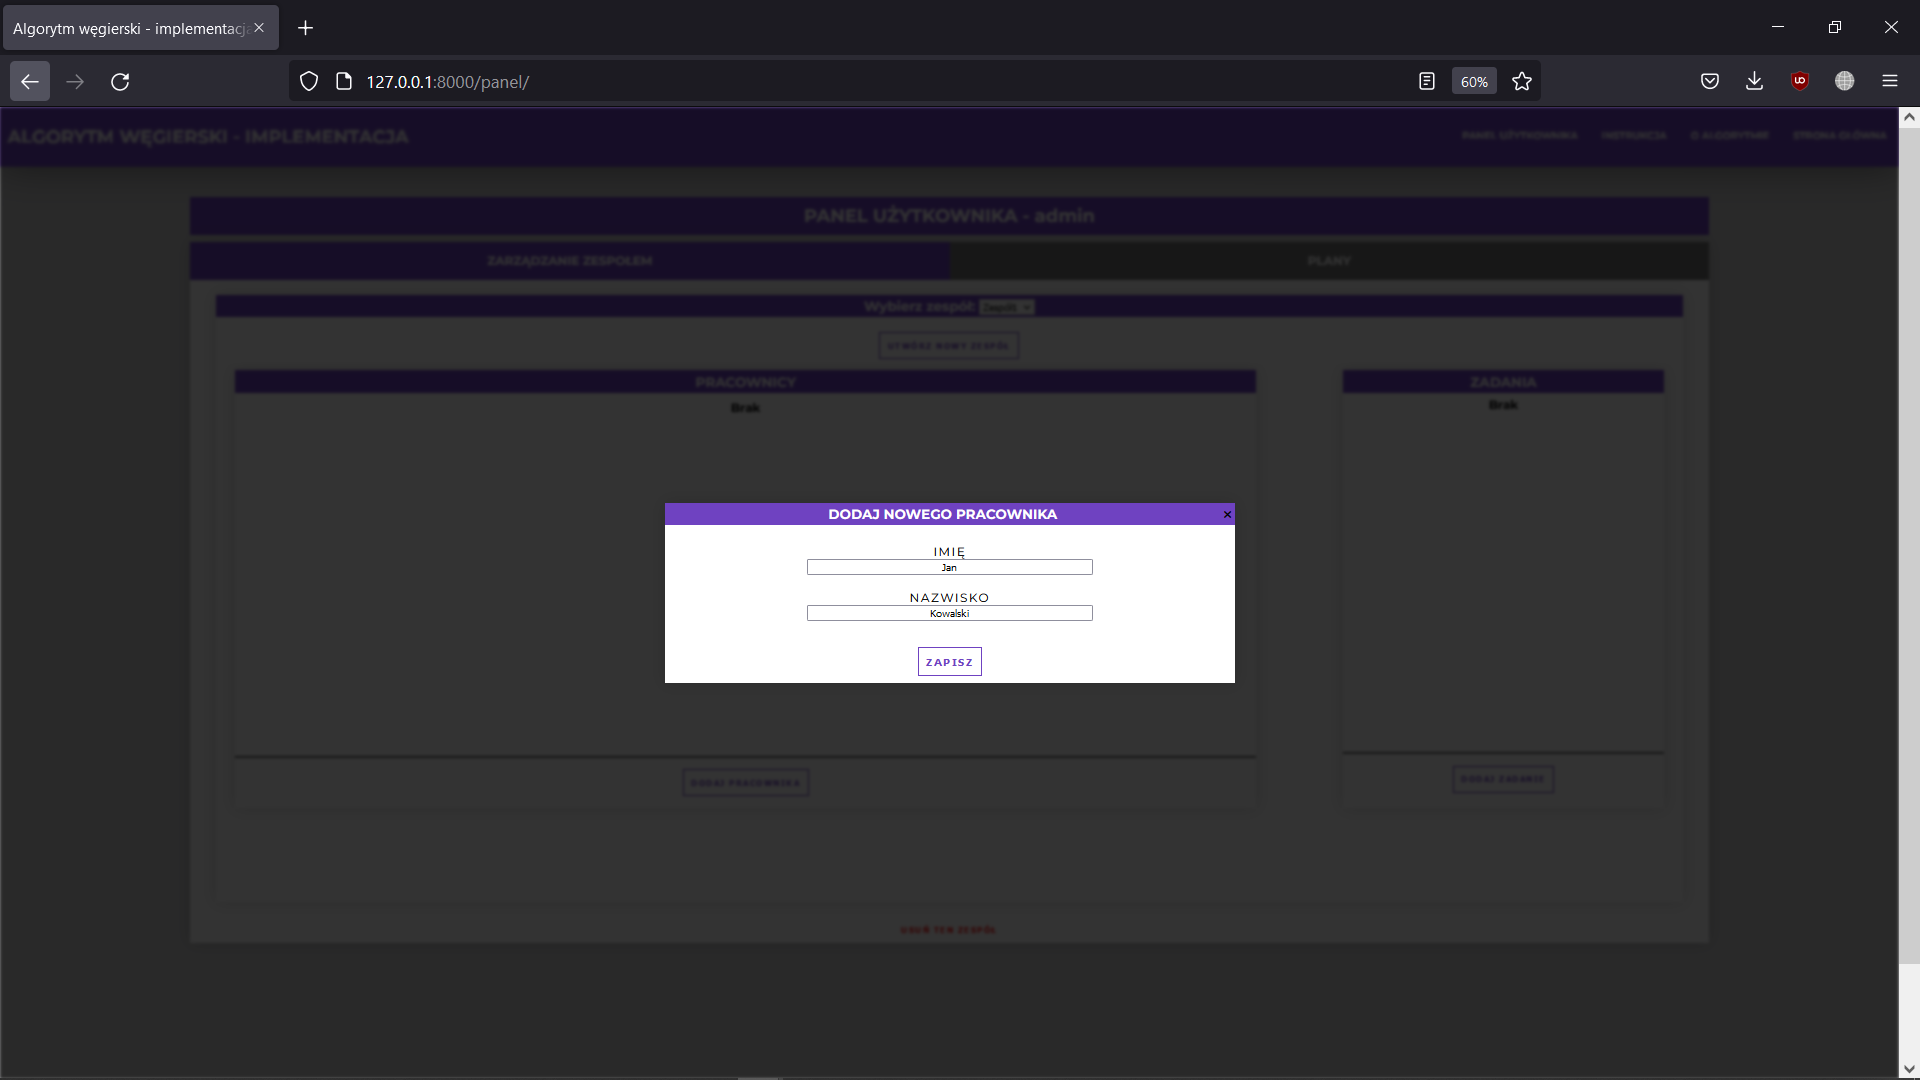 Algorytm węgierski - implementacja
127.0.0.1:8000/panel/
60%
ALGORYTM WĘGIERSKI - IMPLEMENTACJA
PANEL UŻYTKOWNIKA
INSTRUKCJA
O ALGORYTMIE
STRONA GŁÓWNA
PANEL UŻYTKOWNIKA - admin
ZARZĄDZANIE ZESPOŁEM
PLANY
Wybierz zespół:
UTWÓRZ NOWY ZESPÓŁ
PRACOWNICY
ZADANIA
Brak
Brak
DODAJ NOWEGO PRACOWNIKA
×
IMIĘ
Jan
NAZWISKO
Kowalski
ZAPISZ
DODAJ PRACOWNIKA
DODAJ ZADANIE
USUŃ TEN ZESPÓŁ